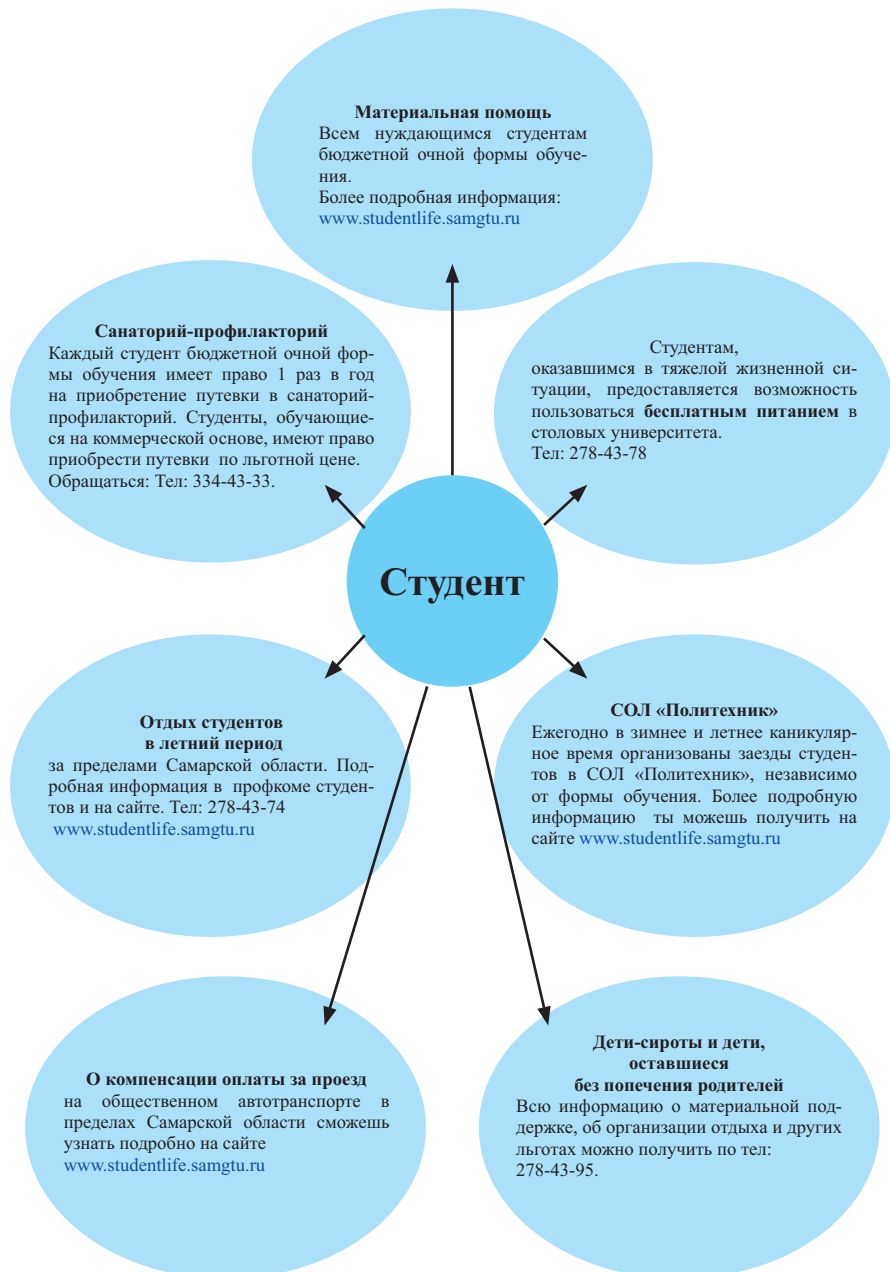 Материальная помощь
Всем нуждающимся студентам
бюджетной очной формы обуче-
ния.
Более подробная информация:
www.studentlife.samgtu.ru
Санаторий-профилакторий
Каждый студент бюджетной очной фор-
мы обучения имеет право 1 раз в год
на приобретение путевки в санаторий-
профилакторий. Студенты, обучающие-
ся на коммерческой основе, имеют право
приобрести путевки по льготной цене.
Обращаться: Тел: 334-43-33.
Студентам,
оказавшимся в тяжелой жизненной си-
туации, предоставляется возможность
пользоваться бесплатным питанием в
столовых университета.
Тел: 278-43-78
Студент
Отдых студентов
в летний период
за пределами Самарской области. Под-
робная информация в профкоме студен-
тов и на сайте. Тел: 278-43-74
www.studentlife.samgtu.ru
СОЛ «Политехник»
Ежегодно в зимнее и летнее каникуляр-
ное время организованы заезды студен-
тов в СОЛ «Политехник», независимо
от формы обучения. Более подробную
информацию ты можешь получить на
сайте www.studentlife.samgtu.ru
О компенсации оплаты за проезд
на общественном автотранспорте в
пределах Самарской области сможешь
узнать подробно на сайте
www.studentlife.samgtu.ru
Дети-сироты и дети,
оставшиеся
без попечения родителей
Всю информацию о материальной под-
держке, об организации отдыха и других
льготах можно получить по тел:
278-43-95.